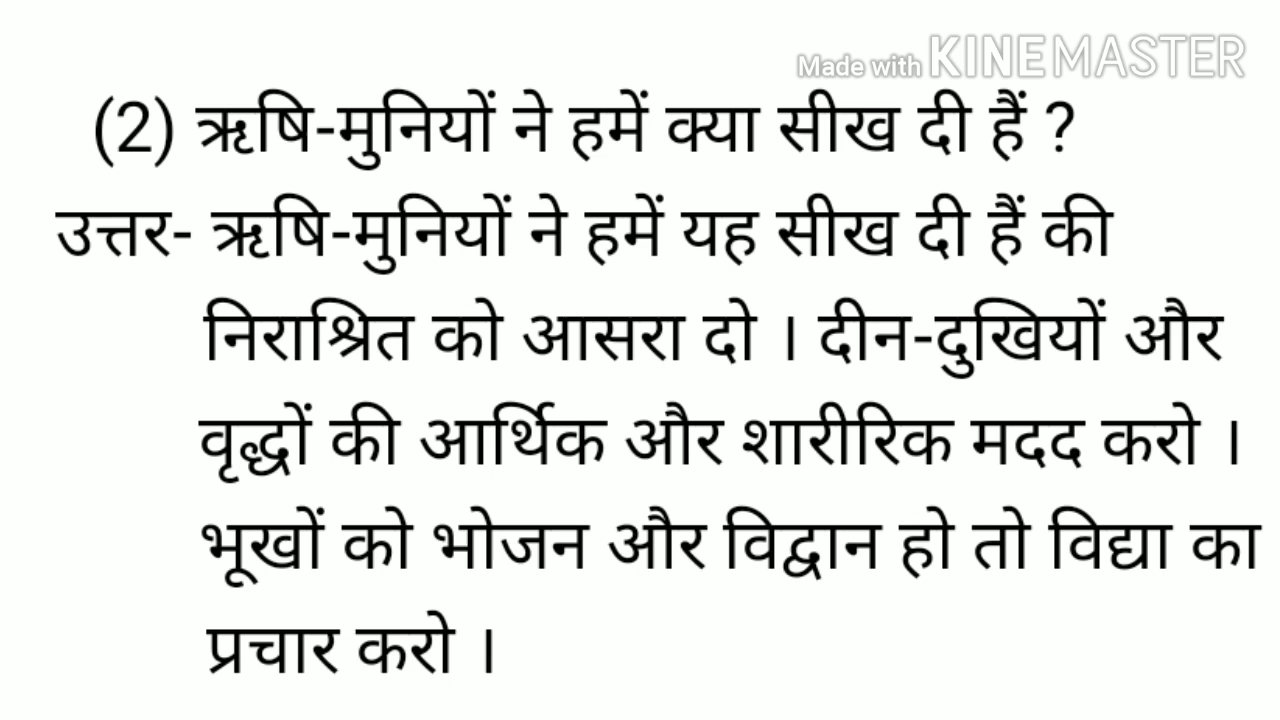 Made with KINEMASTER
(2) ऋषि-मुनियों ने हमें क्या सीख दी हैं ?
उत्तर- ऋषि-मुनियों ने हमें यह सीख दी हैं की
निराश्रित को आसरा दो । दीन-दुखियों और
वृद्धों की आर्थिक और शारीरिक मदद करो ।
भूखों को भोजन और विद्वान हो तो विद्या का
प्रचार करो ।